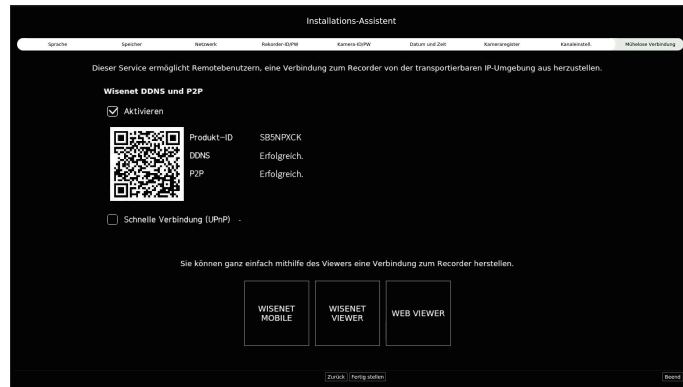 Installations-Assistent
Sprache Speicher Netzwerk Rekorder-ID/PW Kamera-ID/PW Datum und Zeit Kameraregister Kanaleinstell. Mühelose Verbindung
Dieser Service ermöglicht Remotebenutzern, eine Verbindung zum Recorder von der transportierbaren IP-Umgebung aus herzustellen.
Wisenet DDNS und P2P
Aktivieren
Produkt-ID SB5NPXCK
DDNS Erfolgreich.
P2P Erfolgreich.
Schnelle Verbindung (UPnP) -
Sie können ganz einfach mithilfe des Viewers eine Verbindung zum Recorder herstellen.
WISENET MOBILE
WISENET VIEWER
WEB VIEWER
Zurück Fertig stellen Beend